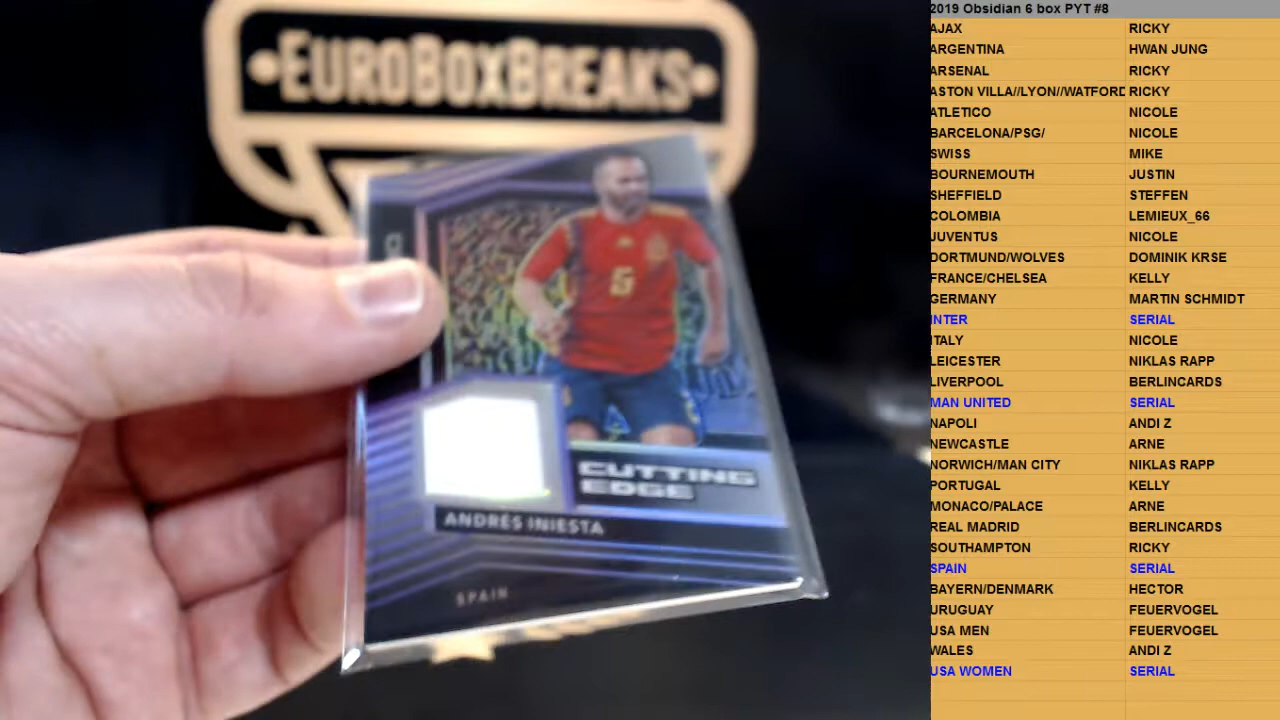 EUROBOXBREAKS
CUTTING
EDGE
ANDRÉS INIESTA
SPAIN
2019 Obsidian 6 box PYT #8
AJAX RICKY
ARGENTINA HWAN JUNG
ARSENAL RICKY
ASTON VILLA//LYON//WATFORD RICKY
ATLETICO NICOLE
BARCELONA/PSG/ NICOLE
SWISS MIKE
BOURNEMOUTH JUSTIN
SHEFFIELD STEFFEN
COLOMBIA LEMIEUX_66
JUVENTUS NICOLE
DORTMUND/WOLVES DOMINIK KRSE
FRANCE/CHELSEA KELLY
GERMANY MARTIN SCHMIDT
INTER SERIAL
ITALY NICOLE
LEICESTER NIKLAS RAPP
LIVERPOOL BERLINCARDS
MAN UNITED SERIAL
NAPOLI ANDI Z
NEWCASTLE ARNE
NORWICH/MAN CITY NIKLAS RAPP
PORTUGAL KELLY
MONACO/PALACE ARNE
REAL MADRID BERLINCARDS
SOUTHAMPTON RICKY
SPAIN SERIAL
BAYERN/DENMARK HECTOR
URUGUAY FEUERVOGEL
USA MEN FEUERVOGEL
WALES ANDI Z
USA WOMEN SERIAL